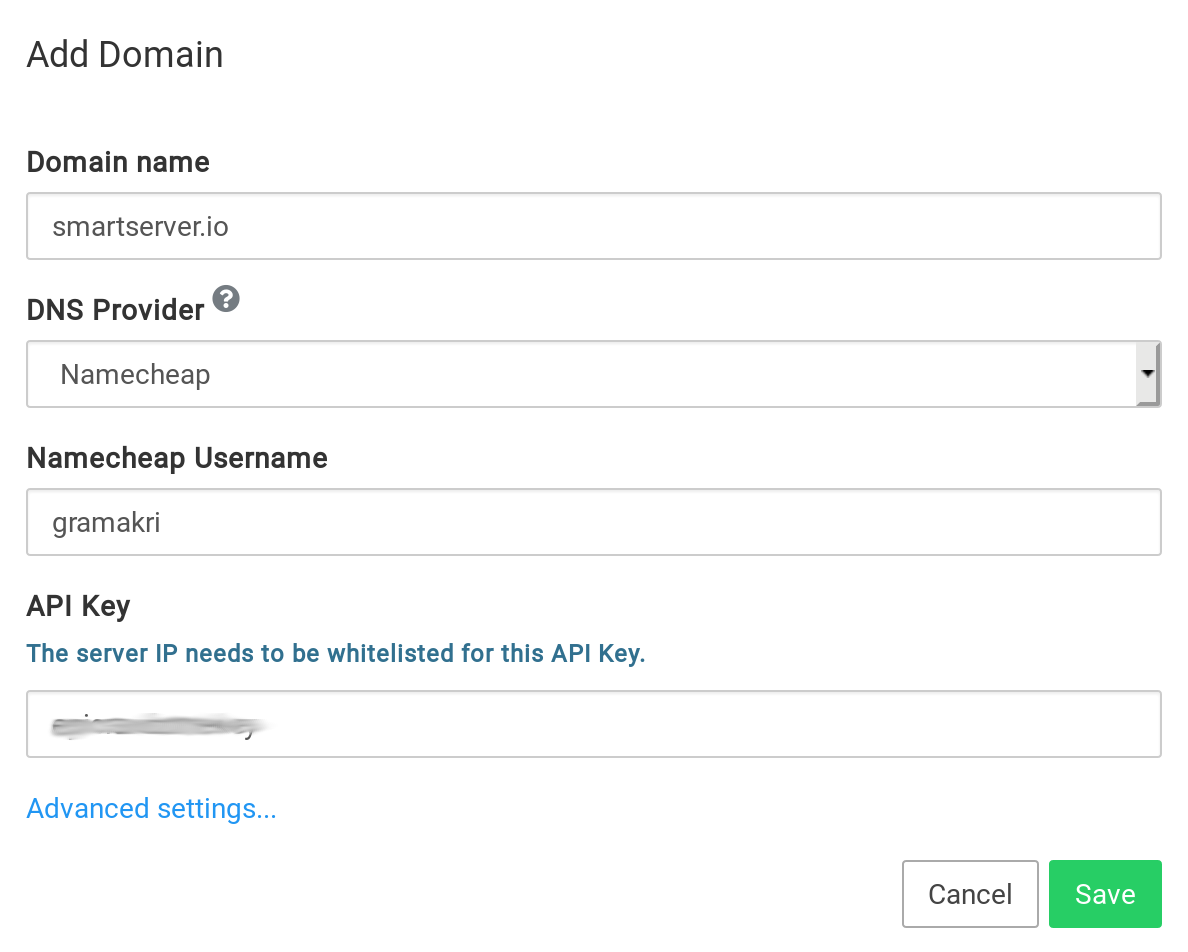 Add Domain
Domain name
smartserver.io
DNS Provider ?
Namecheap
Namecheap Username
gramakri
API Key
The server IP needs to be whitelisted for this API Key.
Advanced settings...
Cancel Save